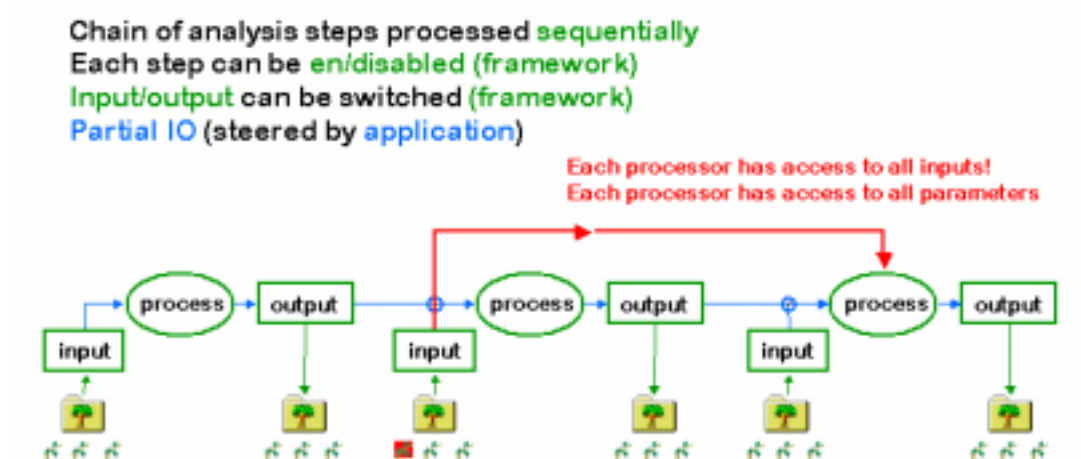 Chain of analysis steps processed sequentially
Each step can be en/disabled (framework)
Input/output can be switched (framework)
Partial IO (steered by application)
Each processor has access to all inputs!
Each processor has access to all parameters
process
output
process
output
process
output
input
input
input